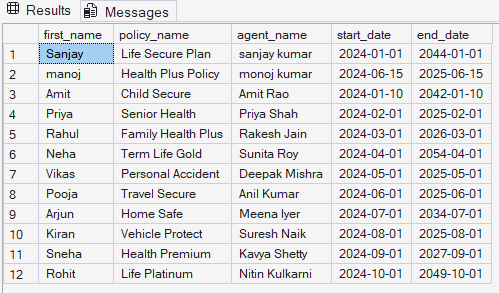 Results Messages
first_name policy_name agent_name start_date end_date
1 Sanjay Life Secure Plan sanjay kumar 2024-01-01 2044-01-01
2 manoj Health Plus Policy monoj kumar 2024-06-15 2025-06-15
3 Amit Child Secure Amit Rao 2024-01-10 2042-01-10
4 Priya Senior Health Priya Shah 2024-02-01 2025-02-01
5 Rahul Family Health Plus Rakesh Jain 2024-03-01 2026-03-01
6 Neha Term Life Gold Sunita Roy 2024-04-01 2054-04-01
7 Vikas Personal Accident Deepak Mishra 2024-05-01 2025-05-01
8 Pooja Travel Secure Anil Kumar 2024-06-01 2025-06-01
9 Arjun Home Safe Meena Iyer 2024-07-01 2034-07-01
10 Kiran Vehicle Protect Suresh Naik 2024-08-01 2025-08-01
11 Sneha Health Premium Kavya Shetty 2024-09-01 2027-09-01
12 Rohit Life Platinum Nitin Kulkarni 2024-10-01 2049-10-01